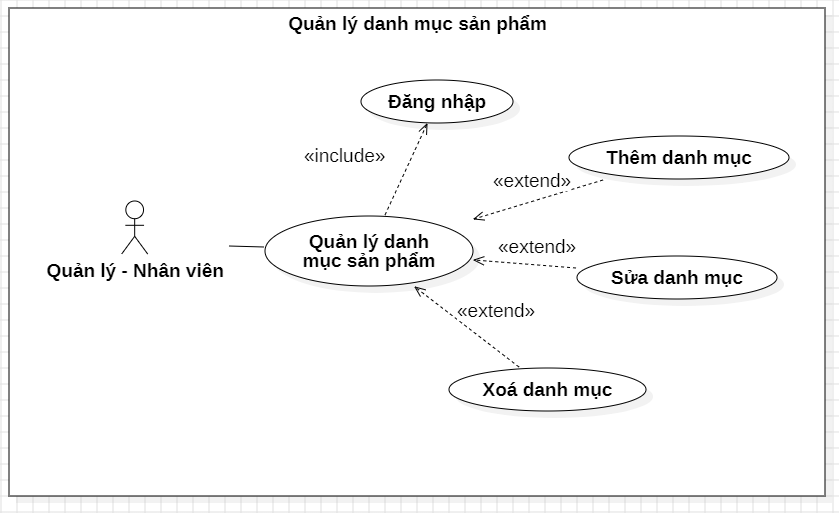 Quản lý danh mục sản phẩm
Đăng nhập
«include»
Thêm danh mục
«extend»
Quản lý danh
mục sản phẩm
«extend»
Quản lý - Nhân viên
Sửa danh mục
«extend»
Xoá danh mục